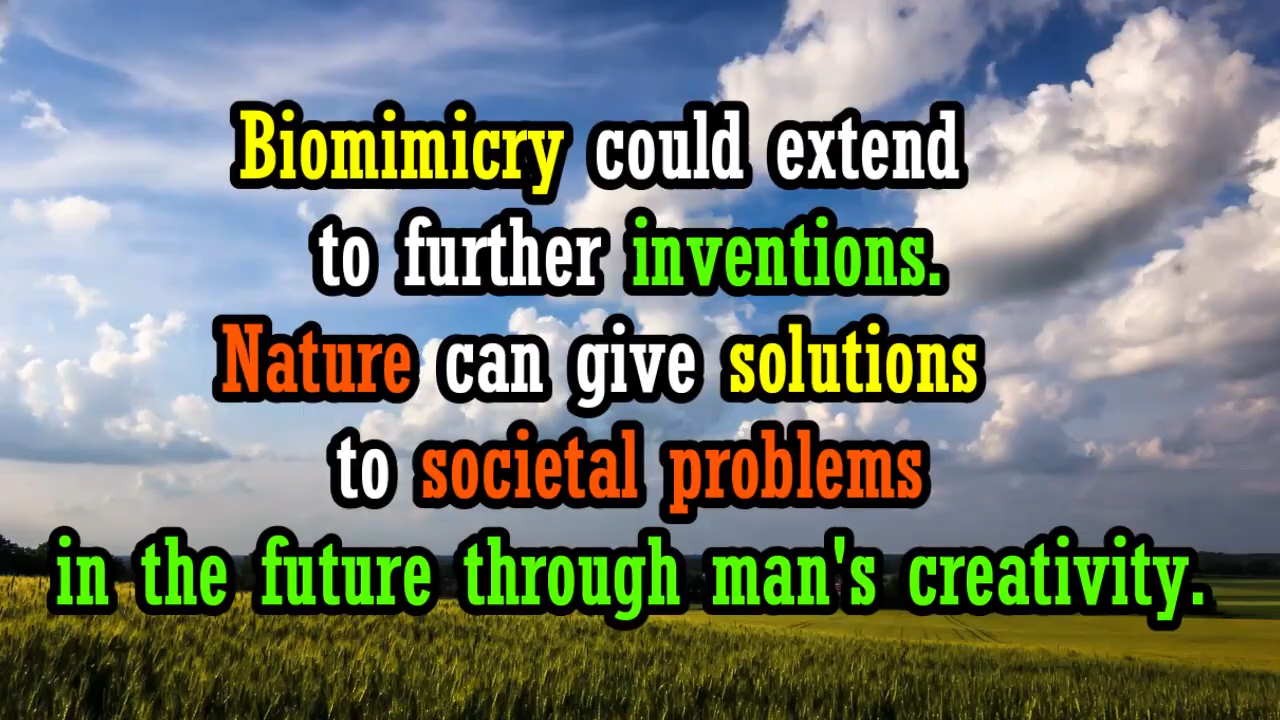 Biomimicry could extend
to further inventions.
Nature can give solutions
to societal problems
in the future through man's creativity.